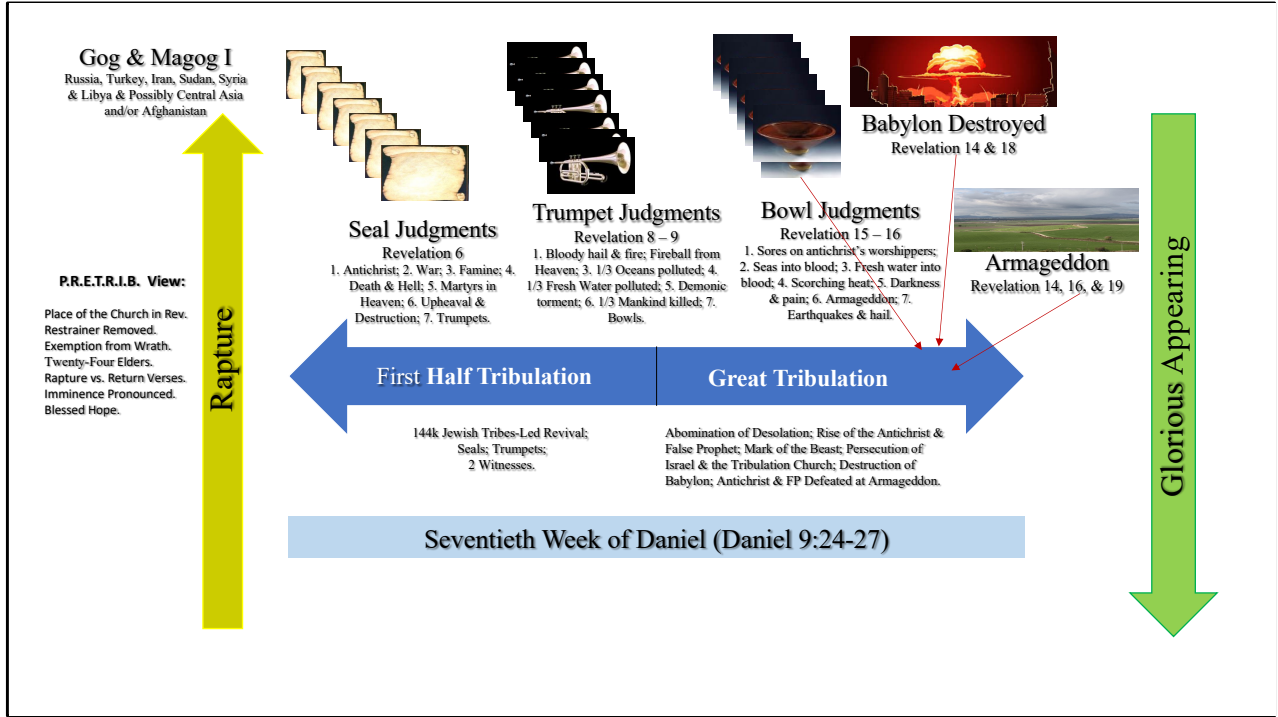 Gog & Magog I
Russia, Turkey, Iran, Sudan, Syria
& Libya & Possibly Central Asia
and/or Afghanistan
Rapture
P.R.E.T.R.I.B. View:
Place of the Church in Rev.
Restrainer Removed.
Exemption from Wrath.
Twenty-Four Elders.
Rapture vs. Return Verses.
Imminence Pronounced.
Blessed Hope.
Seal Judgments
Revelation 6
1. Antichrist; 2. War; 3. Famine; 4.
Death & Hell; 5. Martyrs in
Heaven; 6. Upheaval &
Destruction; 7. Trumpets.
Trumpet Judgments
Revelation 8 – 9
1. Bloody hail & fire; Fireball from
Heaven; 3. 1/3 Oceans polluted; 4.
1/3 Fresh Water polluted; 5. Demonic
torment; 6. 1/3 Mankind killed; 7.
Bowls.
Bowl Judgments
Revelation 15 – 16
1. Sores on antichrist's worshippers;
2. Seas into blood; 3. Fresh water into
blood; 4. Scorching heat; 5. Darkness
& pain; 6. Armageddon; 7.
Earthquakes & hail.
Babylon Destroyed
Revelation 14 & 18
Armageddon
Revelation 14, 16, & 19
First Half Tribulation
Great Tribulation
144k Jewish Tribes-Led Revival;
Seals; Trumpets;
2 Witnesses.
Abomination of Desolation; Rise of the Antichrist &
False Prophet; Mark of the Beast; Persecution of
Israel & the Tribulation Church; Destruction of
Babylon; Antichrist & FP Defeated at Armageddon.
Seventieth Week of Daniel (Daniel 9:24-27)
Glorious Appearing